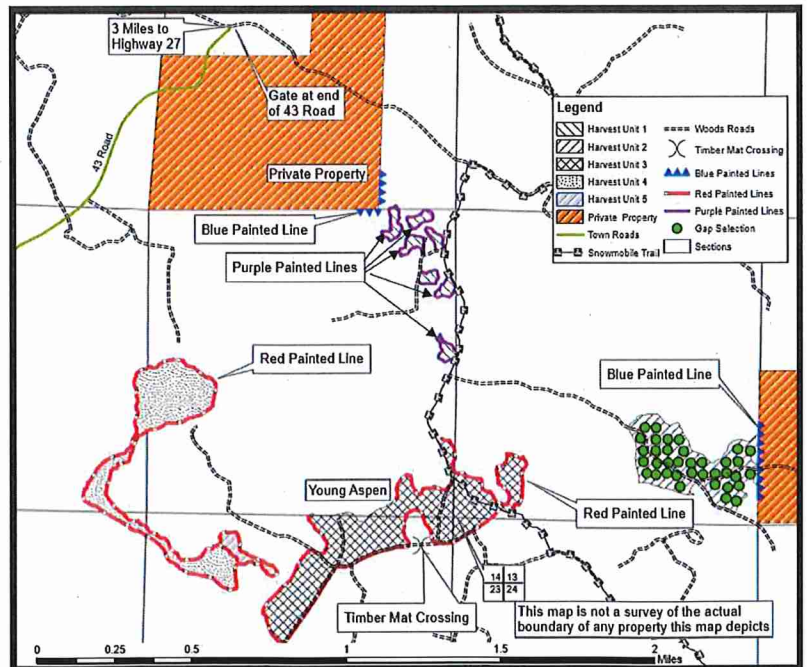 3 Miles to
Highway 27
Gate at end
of 43 Road
43 Road
Private Property
Blue Painted Line
Purple Painted Lines
Red Painted Line
Legend
Harvest Unit 1
Harvest Unit 2
Harvest Unit 3
Harvest Unit 4
Harvest Unit 5
Private Property
Town Roads
Snowmobile Trail
Woods Roads
Timber Mat Crossing
Blue Painted Lines
Red Painted Lines
Purple Painted Lines
Gap Selection
Sections
Blue Painted Line
Young Aspen
Red Painted Line
14 13
23 24
Timber Mat Crossing
This map is not a survey of the actual
boundary of any property this map depicts
0 0.25 0.5 1 1.5 2
Miles